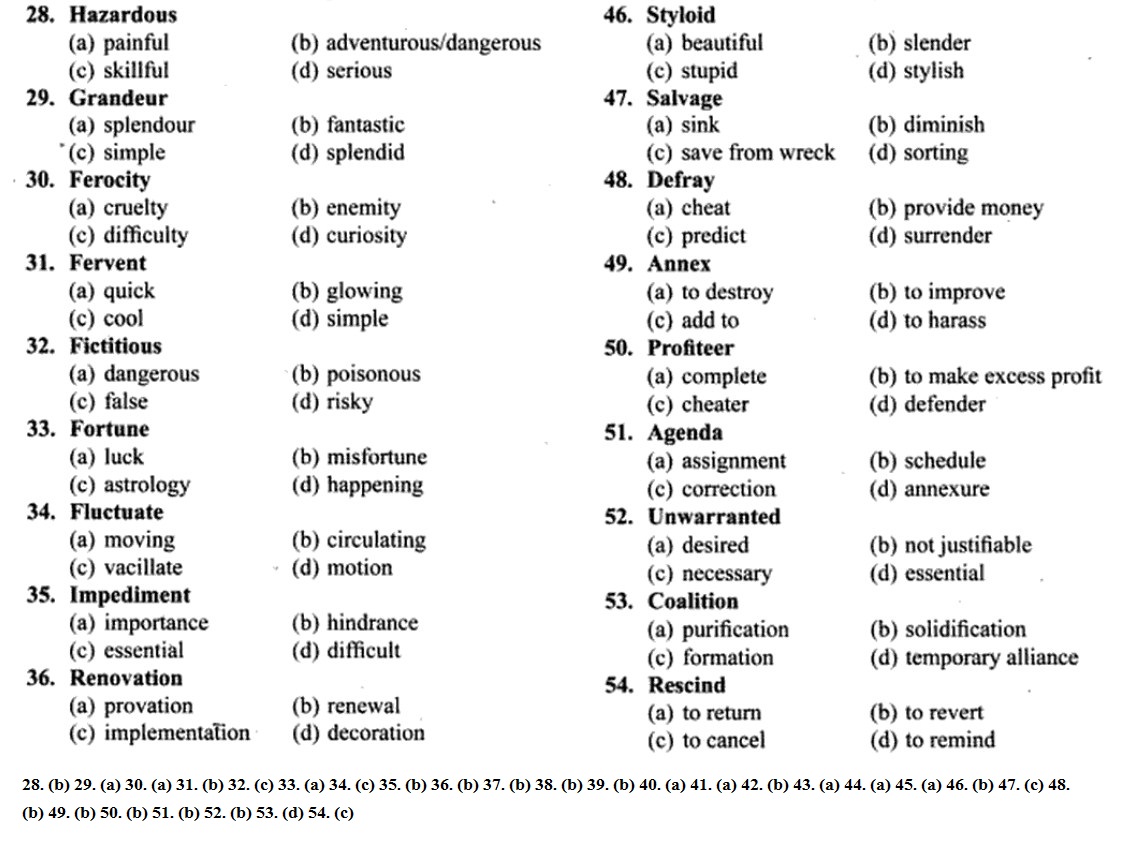 28. Hazardous
(a) painful (b) adventurous/dangerous
(c) skillful (d) serious
29. Grandeur
(a) splendour (b) fantastic
(c) simple (d) splendid
30. Ferocity
(a) cruelty (b) enemity
(c) difficulty (d) curiosity
31. Fervent
(a) quick (b) glowing
(c) cool (d) simple
32. Fictitious
(a) dangerous (b) poisonous
(c) false (d) risky
33. Fortune
(a) luck (b) misfortune
(c) astrology (d) happening
34. Fluctuate
(a) moving (b) circulating
(c) vacillate (d) motion
35. Impediment
(a) importance (b) hindrance
(c) essential (d) difficult
36. Renovation
(a) provation (b) renewal
(c) implementation (d) decoration
46. Styloid
(a) beautiful (b) slender
(c) stupid (d) stylish
47. Salvage
(a) sink (b) diminish
(c) save from wreck (d) sorting
48. Defray
(a) cheat (b) provide money
(c) predict (d) surrender
49. Annex
(a) to destroy (b) to improve
(c) add to (d) to harass
50. Profiteer
(a) complete (b) to make excess profit
(c) cheater (d) defender
51. Agenda
(a) assignment (b) schedule
(c) correction (d) annexure
52. Unwarranted
(a) desired (b) not justifiable
(c) necessary (d) essential
53. Coalition
(a) purification (b) solidification
(c) formation (d) temporary alliance
54. Rescind
(a) to return (b) to revert
(c) to cancel (d) to remind
28. (b) 29. (a) 30. (a) 31. (b) 32. (c) 33. (a) 34. (c) 35. (b) 36. (b) 37. (b) 38. (b) 39. (b) 40. (a) 41. (a) 42. (b) 43. (a) 44. (a) 45. (a) 46. (b) 47. (c) 48.
(b) 49. (b) 50. (b) 51. (b) 52. (b) 53. (d) 54. (c)